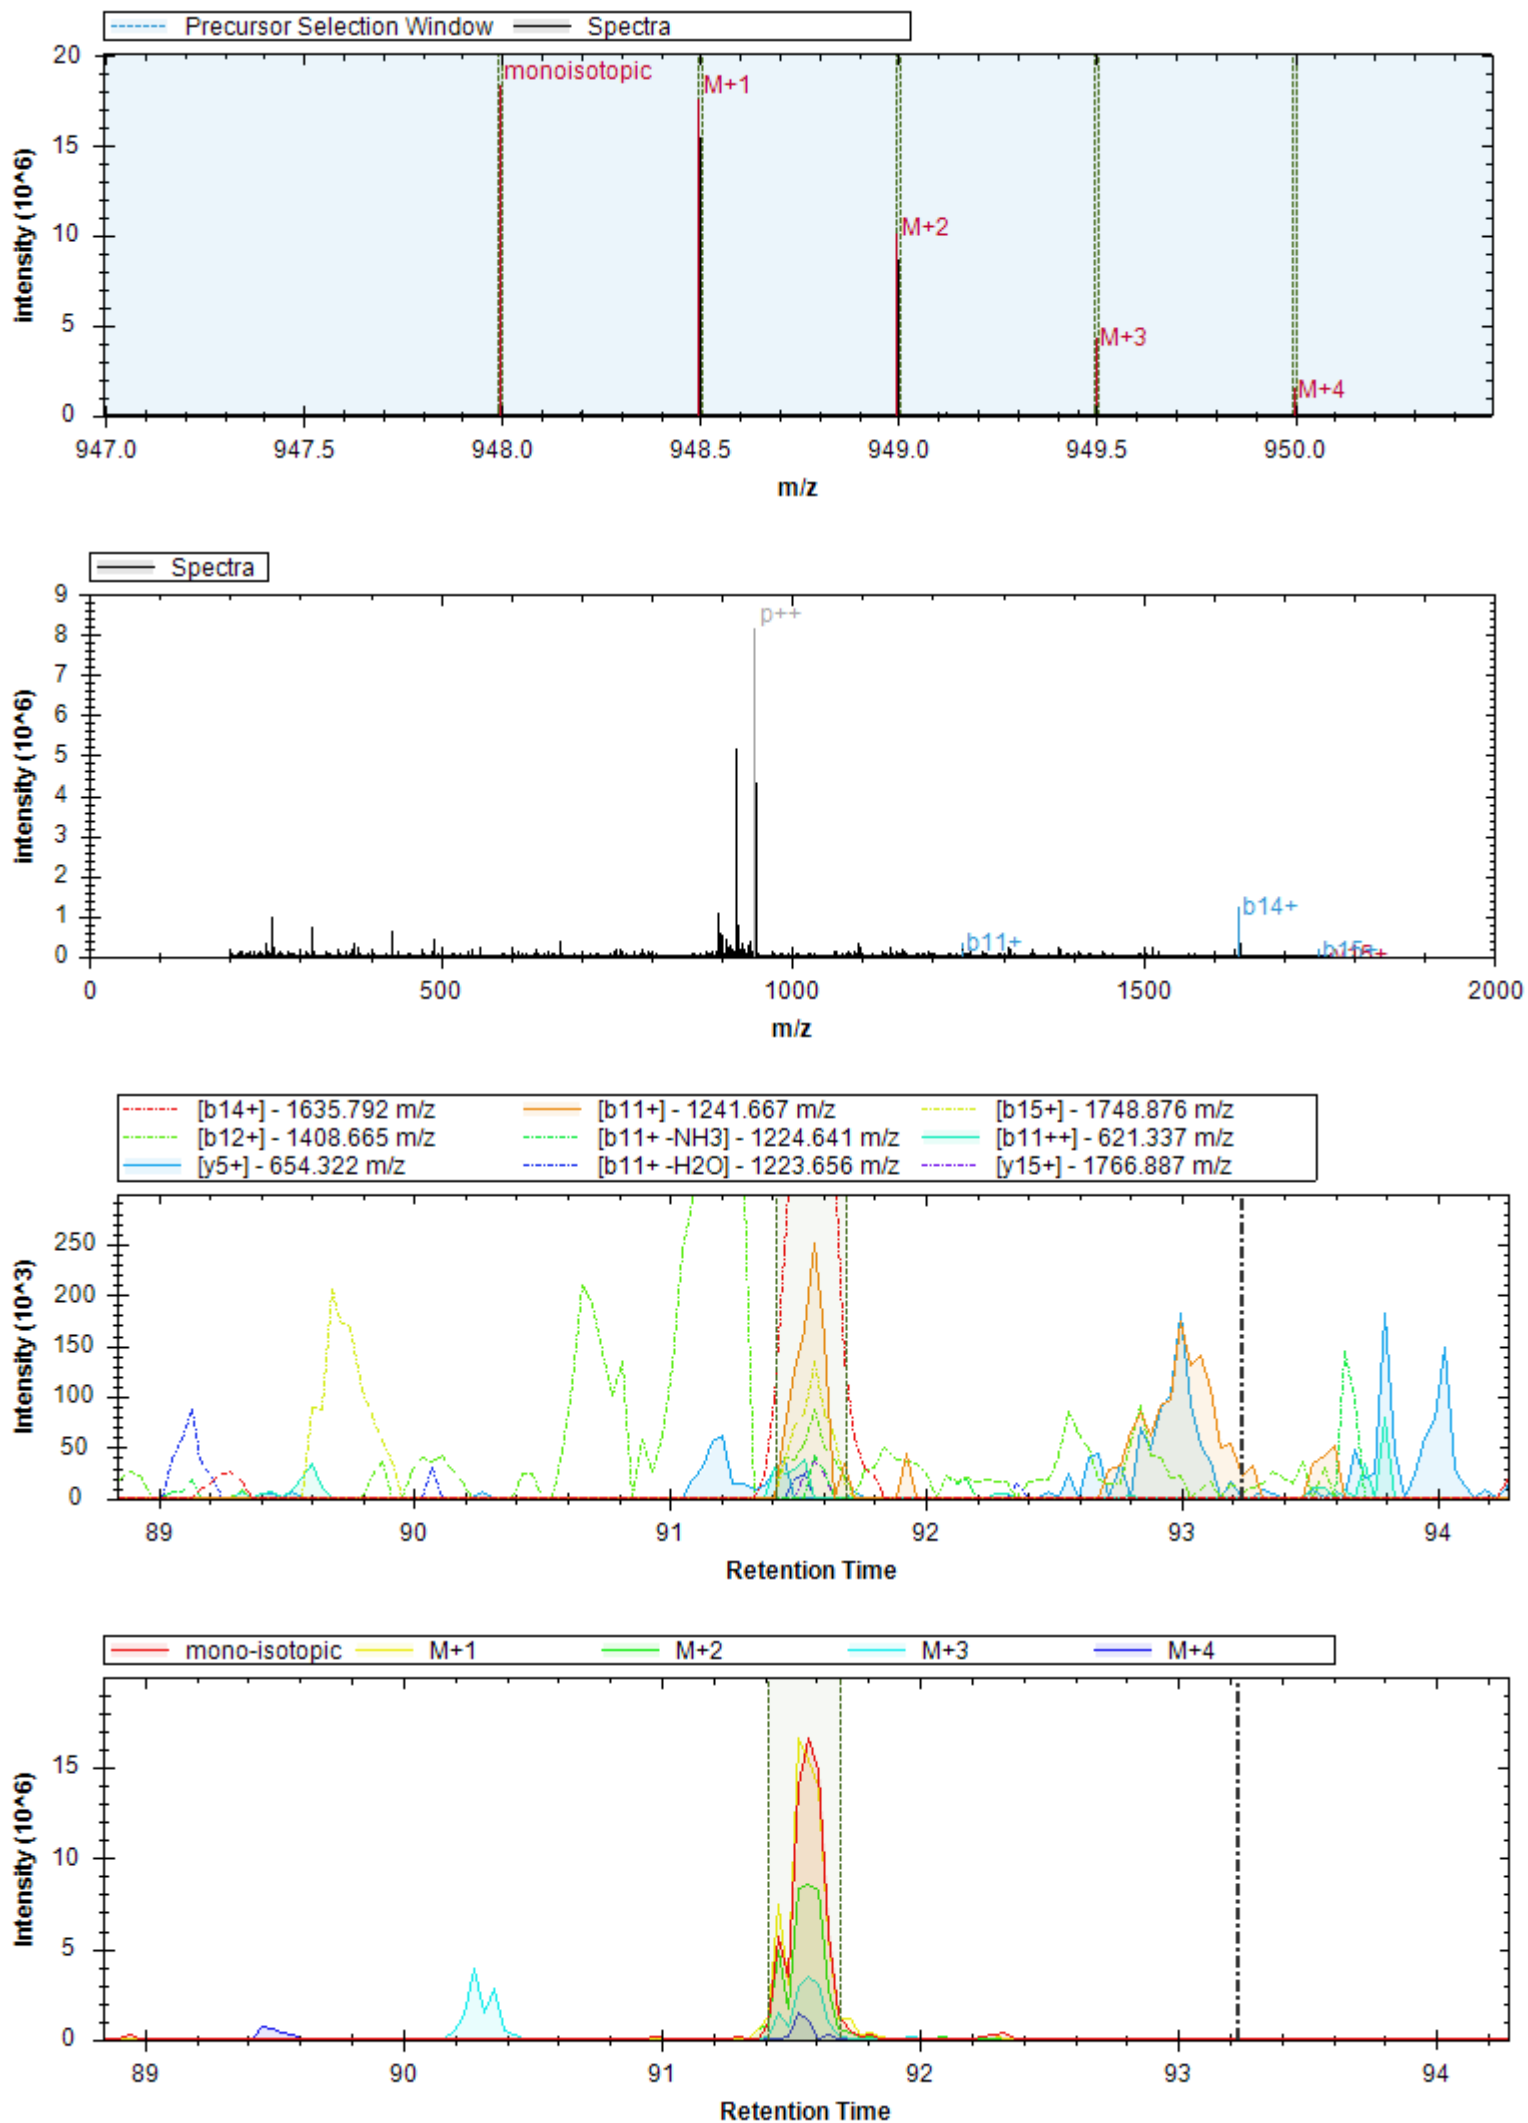 Precursor Selection Window Spectra
20
monoisotopic
M+1
15
M+2
10
M+3
5
M+4
0
intensity (10^6)
947.0 947.5 948.0 948.5 949.0 949.5 950.0
m/z
Spectra
9
p++
8
7
6
5
4
3
2
1
b14+
b11+
b15+
0
intensity (10^6)
0 500 1000 1500 2000
m/z
[b14+] - 1635.792 m/z [b11+] - 1241.667 m/z [b15+] - 1748.876 m/z
[b12+] - 1408.665 m/z [b11+ -NH3] - 1224.641 m/z [b11++] - 621.337 m/z
[y5+] - 654.322 m/z [b11+ -H2O] - 1223.656 m/z [y15+] - 1766.887 m/z
250
200
150
100
50
0
Intensity (10^3)
89 90 91 92 93 94
Retention Time
mono-isotopic M+1 M+2 M+3 M+4
15
10
5
0
Intensity (10^6)
89 90 91 92 93 94
Retention Time